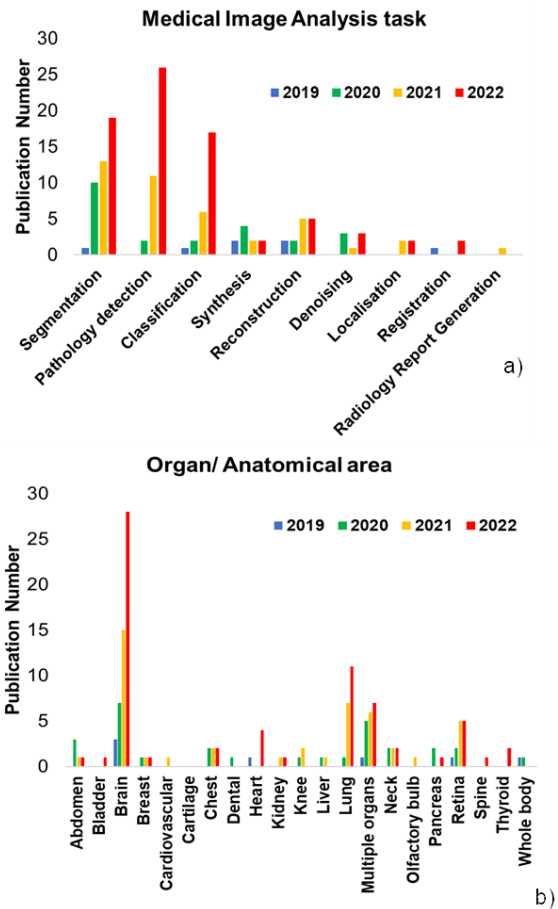 Medical Image Analysis task
Publication Number
30
25
20
15
10
5
0
2019 2020 2021 2022
Segmentation
Pathology detection
Classification
Synthesis
Reconstruction
Denoising
Localisation
Registration
Radiology Report Generation
a)
Organ/ Anatomical area
Publication Number
30
25
20
15
10
5
0
2019 2020 2021 2022
Abdomen
Bladder
Brain
Breast
Cardiovascular
Cartilage
Chest
Dental
Heart
Kidney
Knee
Liver
Lung
Multiple organs
Neck
Olfactory bulb
Pancreas
Retina
Spine
Thyroid
Whole body
b)